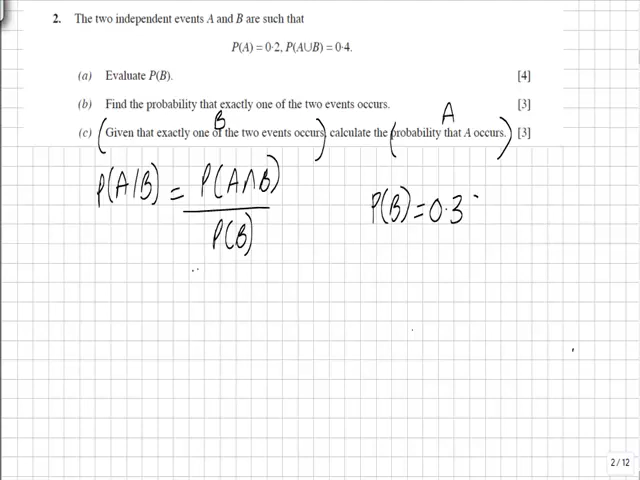 2. The two independent events A and B are such that
P(A) = 0·2, P(A∪B) = 0·4.
(a) Evaluate P(B). [4]
(b) Find the probability that exactly one of the two events occurs. [3]
B A
(c) (Given that exactly one of the two events occurs,) calculate the (probability that A occurs.) [3]
P(A/B) = P(A∩B)
P(B)
P(B) = 0.3
2 / 12